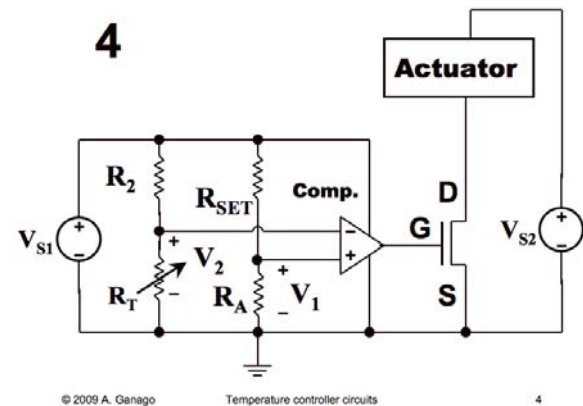 4
Actuator
R2
RSET
Comp.
D
VS1
+
−
+
V2
−
G
+
−
VS2
RT
−
+
RA
+
V1
−
S
© 2009 A. Ganago
Temperature controller circuits
4